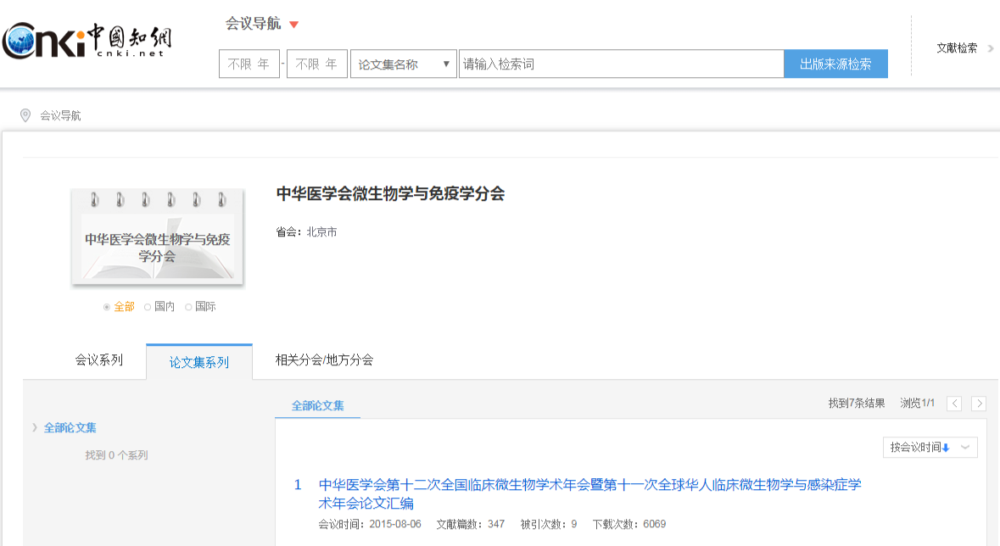 Cnki中國知網
cnki.net
会议导航
不限 年 - 不限 年 论文集名称 请输入检索词 出版来源检索
文献检索
会议导航
中华医学会微生物学与免疫学分会
省会：北京市
中华医学会微生物学与免疫
学分会
全部 国内 国际
会议系列 论文集系列 相关分会/地方分会
全部论文集 找到7条结果 浏览1/1
全部论文集
找到 0 个系列
按会议时间
1 中华医学会第十二次全国临床微生物学术年会暨第十一次全球华人临床微生物学与感染症学
术年会论文汇编
会议时间：2015-08-06 文献篇数：347 被引次数：9 下载次数：6069